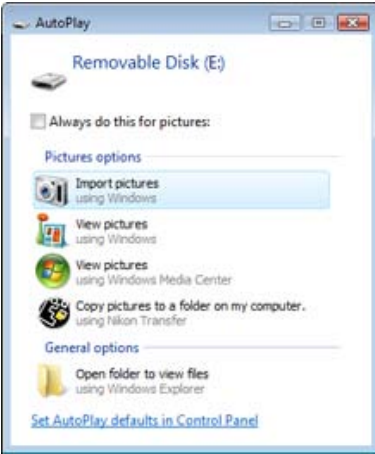 AutoPlay
Removable Disk (E:)
Always do this for pictures:
Pictures options
Import pictures
using Windows
View pictures
using Windows
View pictures
using Windows Media Center
Copy pictures to a folder on my computer.
using Nikon Transfer
General options
Open folder to view files
using Windows Explorer
Set AutoPlay defaults in Control Panel